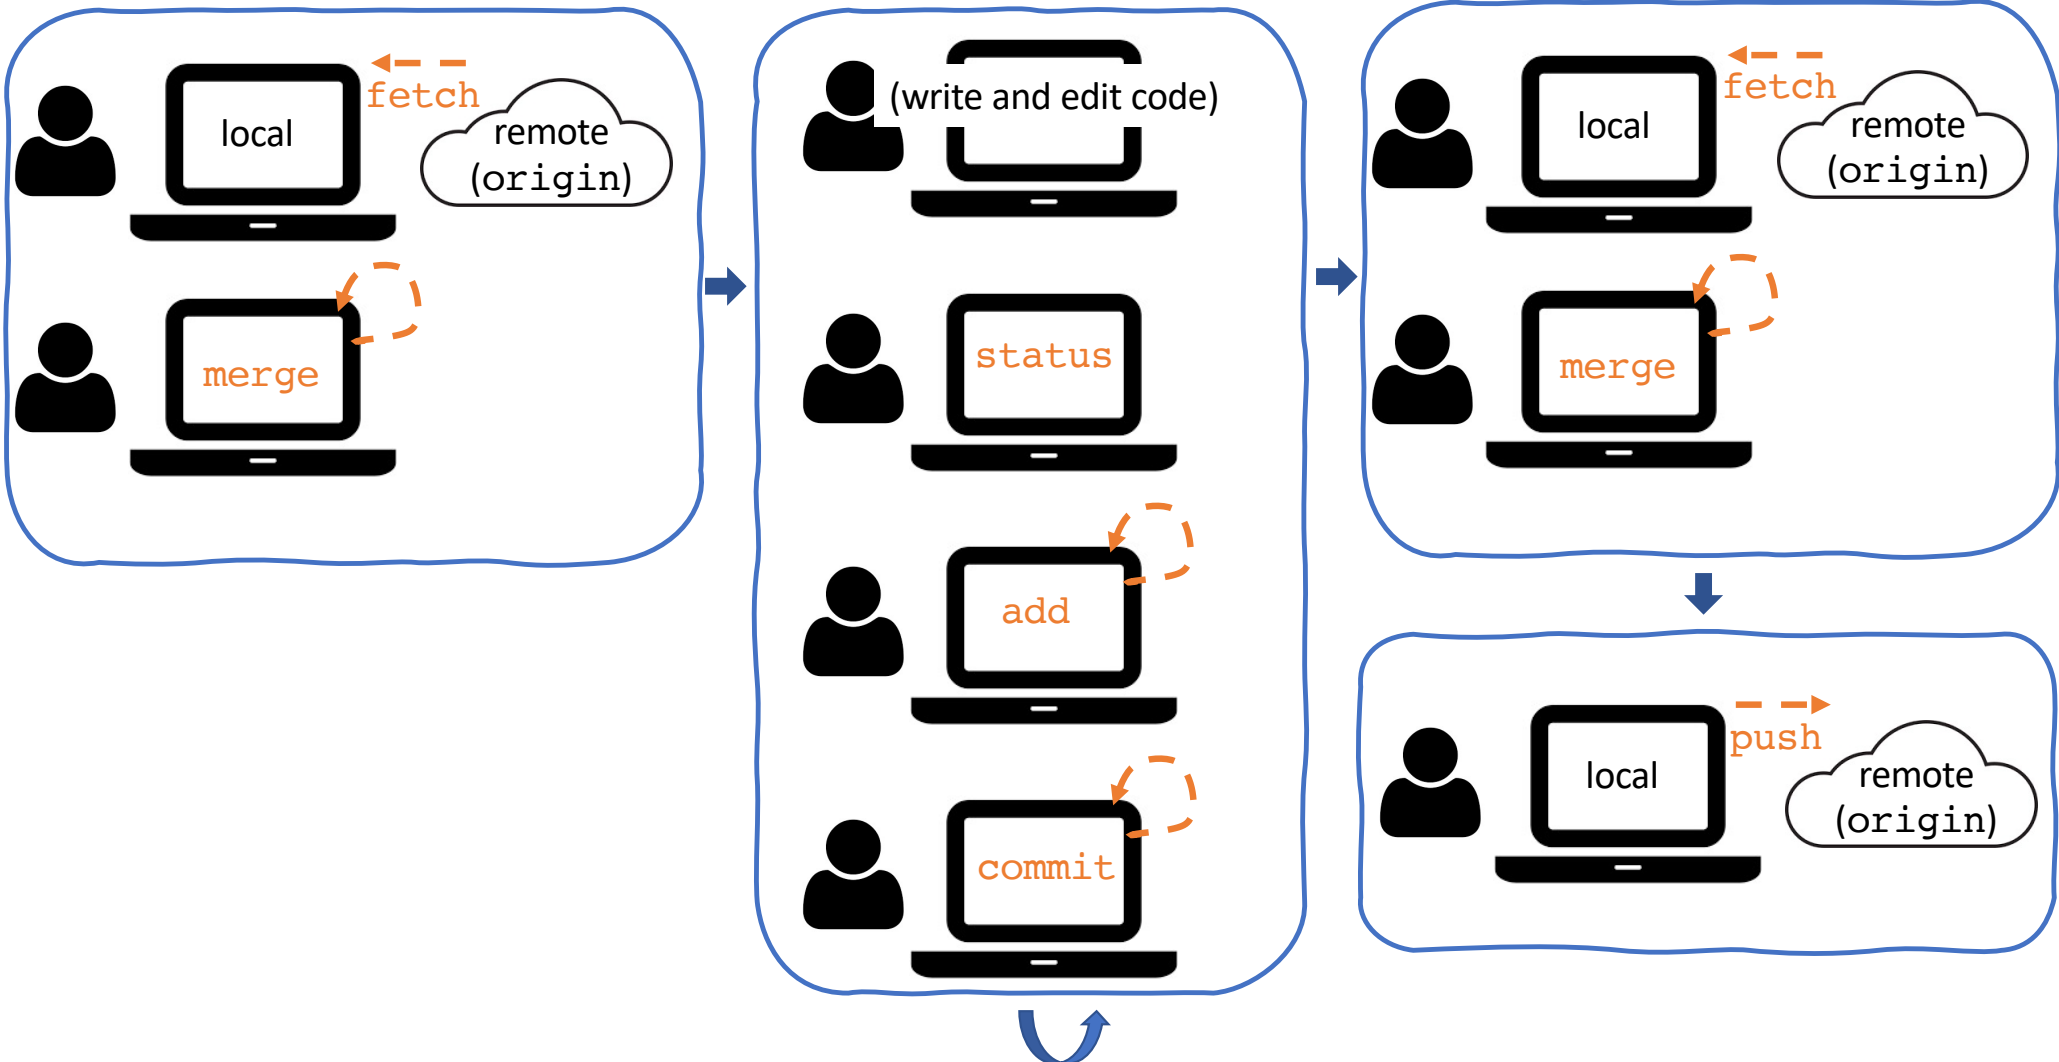 fetch
local
remote
(origin)
merge
(write and edit code)
status
add
commit
fetch
local
remote
(origin)
merge
push
local
remote
(origin)